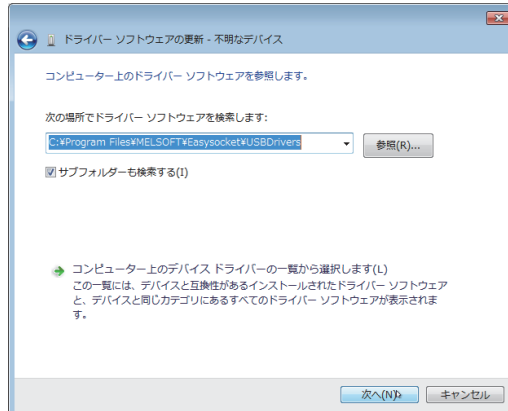 ドライバー ソフトウェアの更新 - 不明なデバイス
コンピューター上のドライバー ソフトウェアを参照します。
次の場所でドライバー ソフトウェアを検索します:
C:¥Program Files¥MELSOFT¥Easysocket¥USBDrivers
参照(R)...
サブフォルダーも検索する(I)
コンピューター上のデバイス ドライバーの一覧から選択します(L)
この一覧には、デバイスと互換性があるインストールされたドライバー ソフトウェア
と、デバイスと同じカテゴリにあるすべてのドライバー ソフトウェアが表示されま
す。
次へ(N)
キャンセル